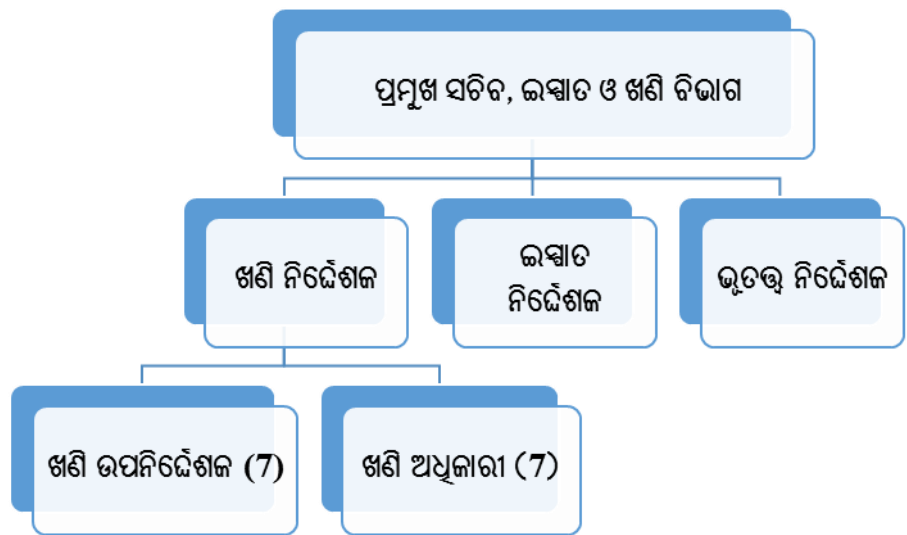 ପ୍ରମୁଖ ସଚିବ, ଇସ୍ପାତ ଓ ଖଣି ବିଭାଗ
ଖଣି ନିର୍ଦ୍ଦେଶକ
ଇସ୍ପାତ
ନିର୍ଦ୍ଦେଶକ
ଭୂତତ୍ତ୍ୱ ନିର୍ଦ୍ଦେଶକ
ଖଣି ଉପନିର୍ଦ୍ଦେଶକ (7)
ଖଣି ଅଧିକାରୀ (7)